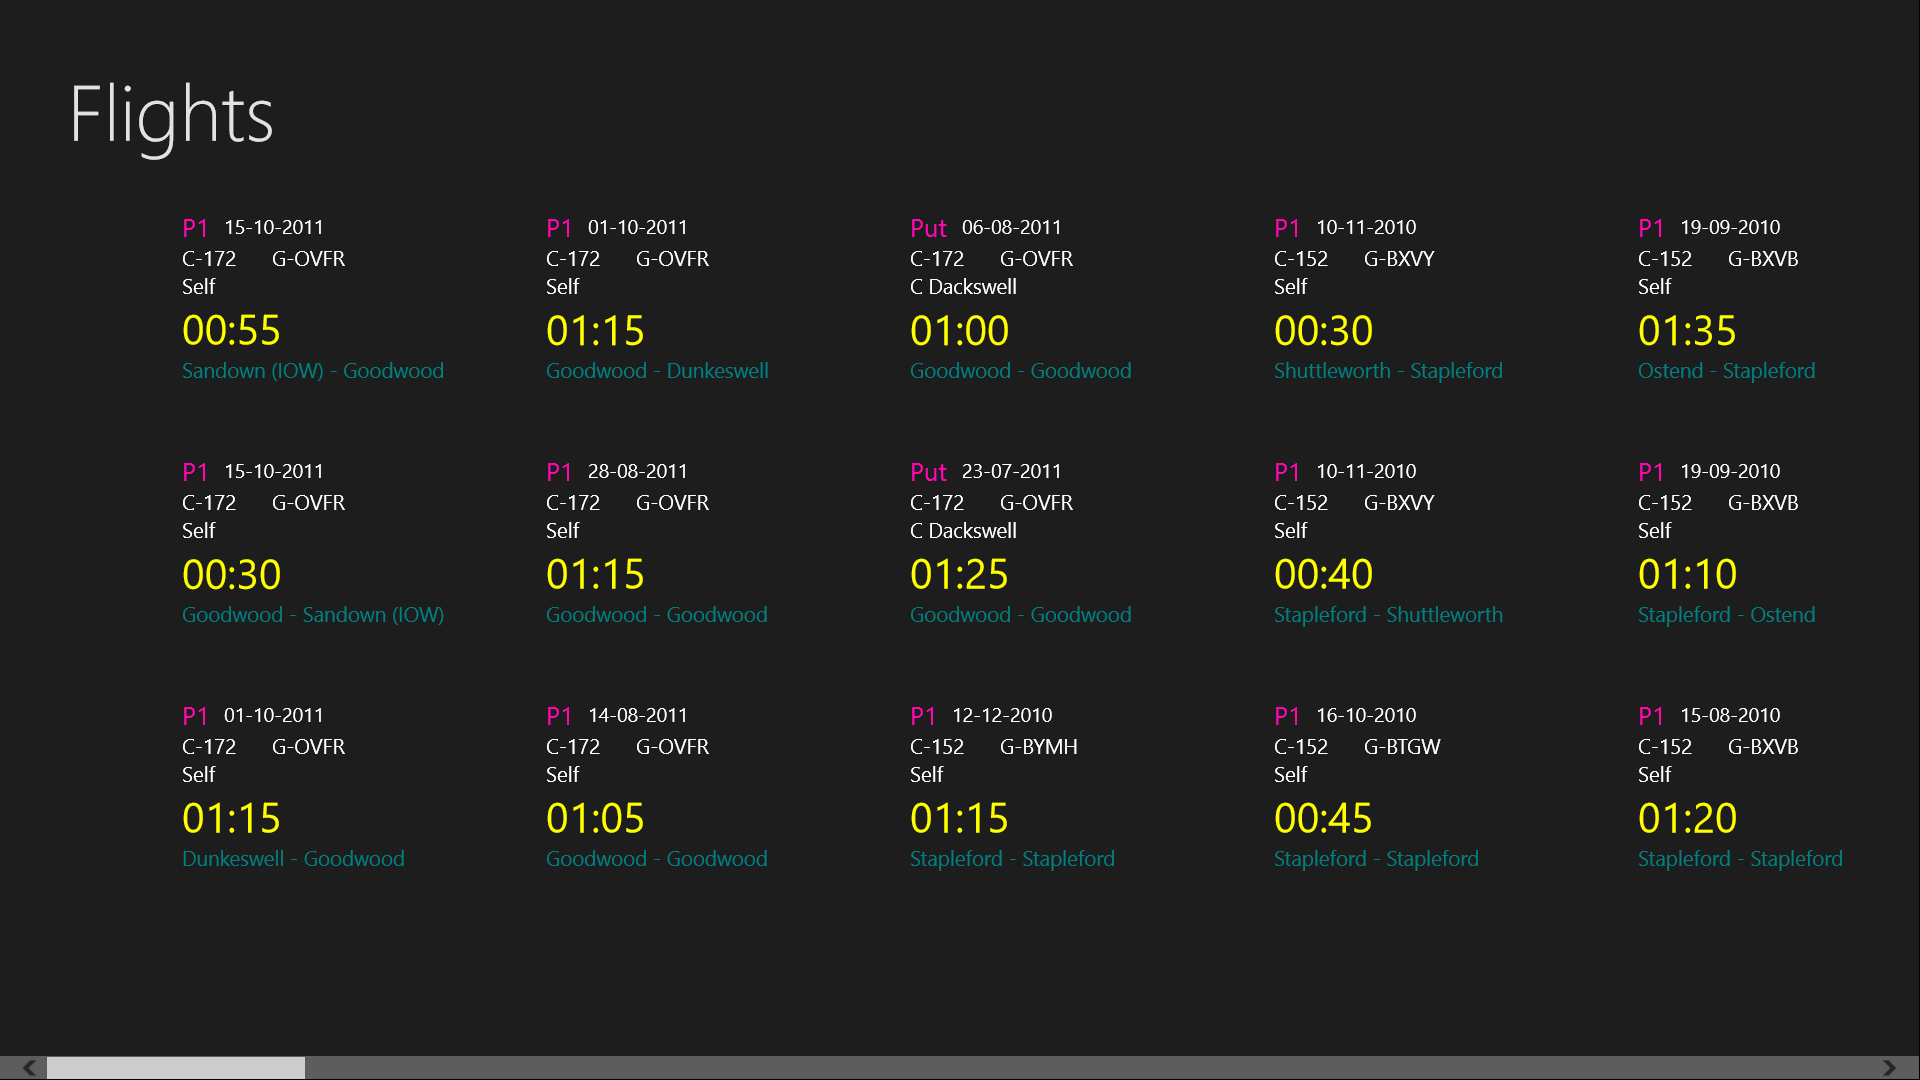 Flights
P1 15-10-2011
C-172 G-OVFR
Self
00:55
Sandown (IOW) - Goodwood
P1 15-10-2011
C-172 G-OVFR
Self
00:30
Goodwood - Sandown (IOW)
P1 01-10-2011
C-172 G-OVFR
Self
01:15
Dunkeswell - Goodwood
P1 01-10-2011
C-172 G-OVFR
Self
01:15
Goodwood - Dunkeswell
P1 28-08-2011
C-172 G-OVFR
Self
01:15
Goodwood - Goodwood
P1 14-08-2011
C-172 G-OVFR
Self
01:05
Goodwood - Goodwood
Put 06-08-2011
C-172 G-OVFR
C Dackswell
01:00
Goodwood - Goodwood
Put 23-07-2011
C-172 G-OVFR
C Dackswell
01:25
Goodwood - Goodwood
P1 12-12-2010
C-152 G-BYMH
Self
01:15
Stapleford - Stapleford
P1 10-11-2010
C-152 G-BXVY
Self
00:30
Shuttleworth - Stapleford
P1 10-11-2010
C-152 G-BXVY
Self
00:40
Stapleford - Shuttleworth
P1 16-10-2010
C-152 G-BTGW
Self
00:45
Stapleford - Stapleford
P1 19-09-2010
C-152 G-BXVB
Self
01:35
Ostend - Stapleford
P1 19-09-2010
C-152 G-BXVB
Self
01:10
Stapleford - Ostend
P1 15-08-2010
C-152 G-BXVB
Self
01:20
Stapleford - Stapleford